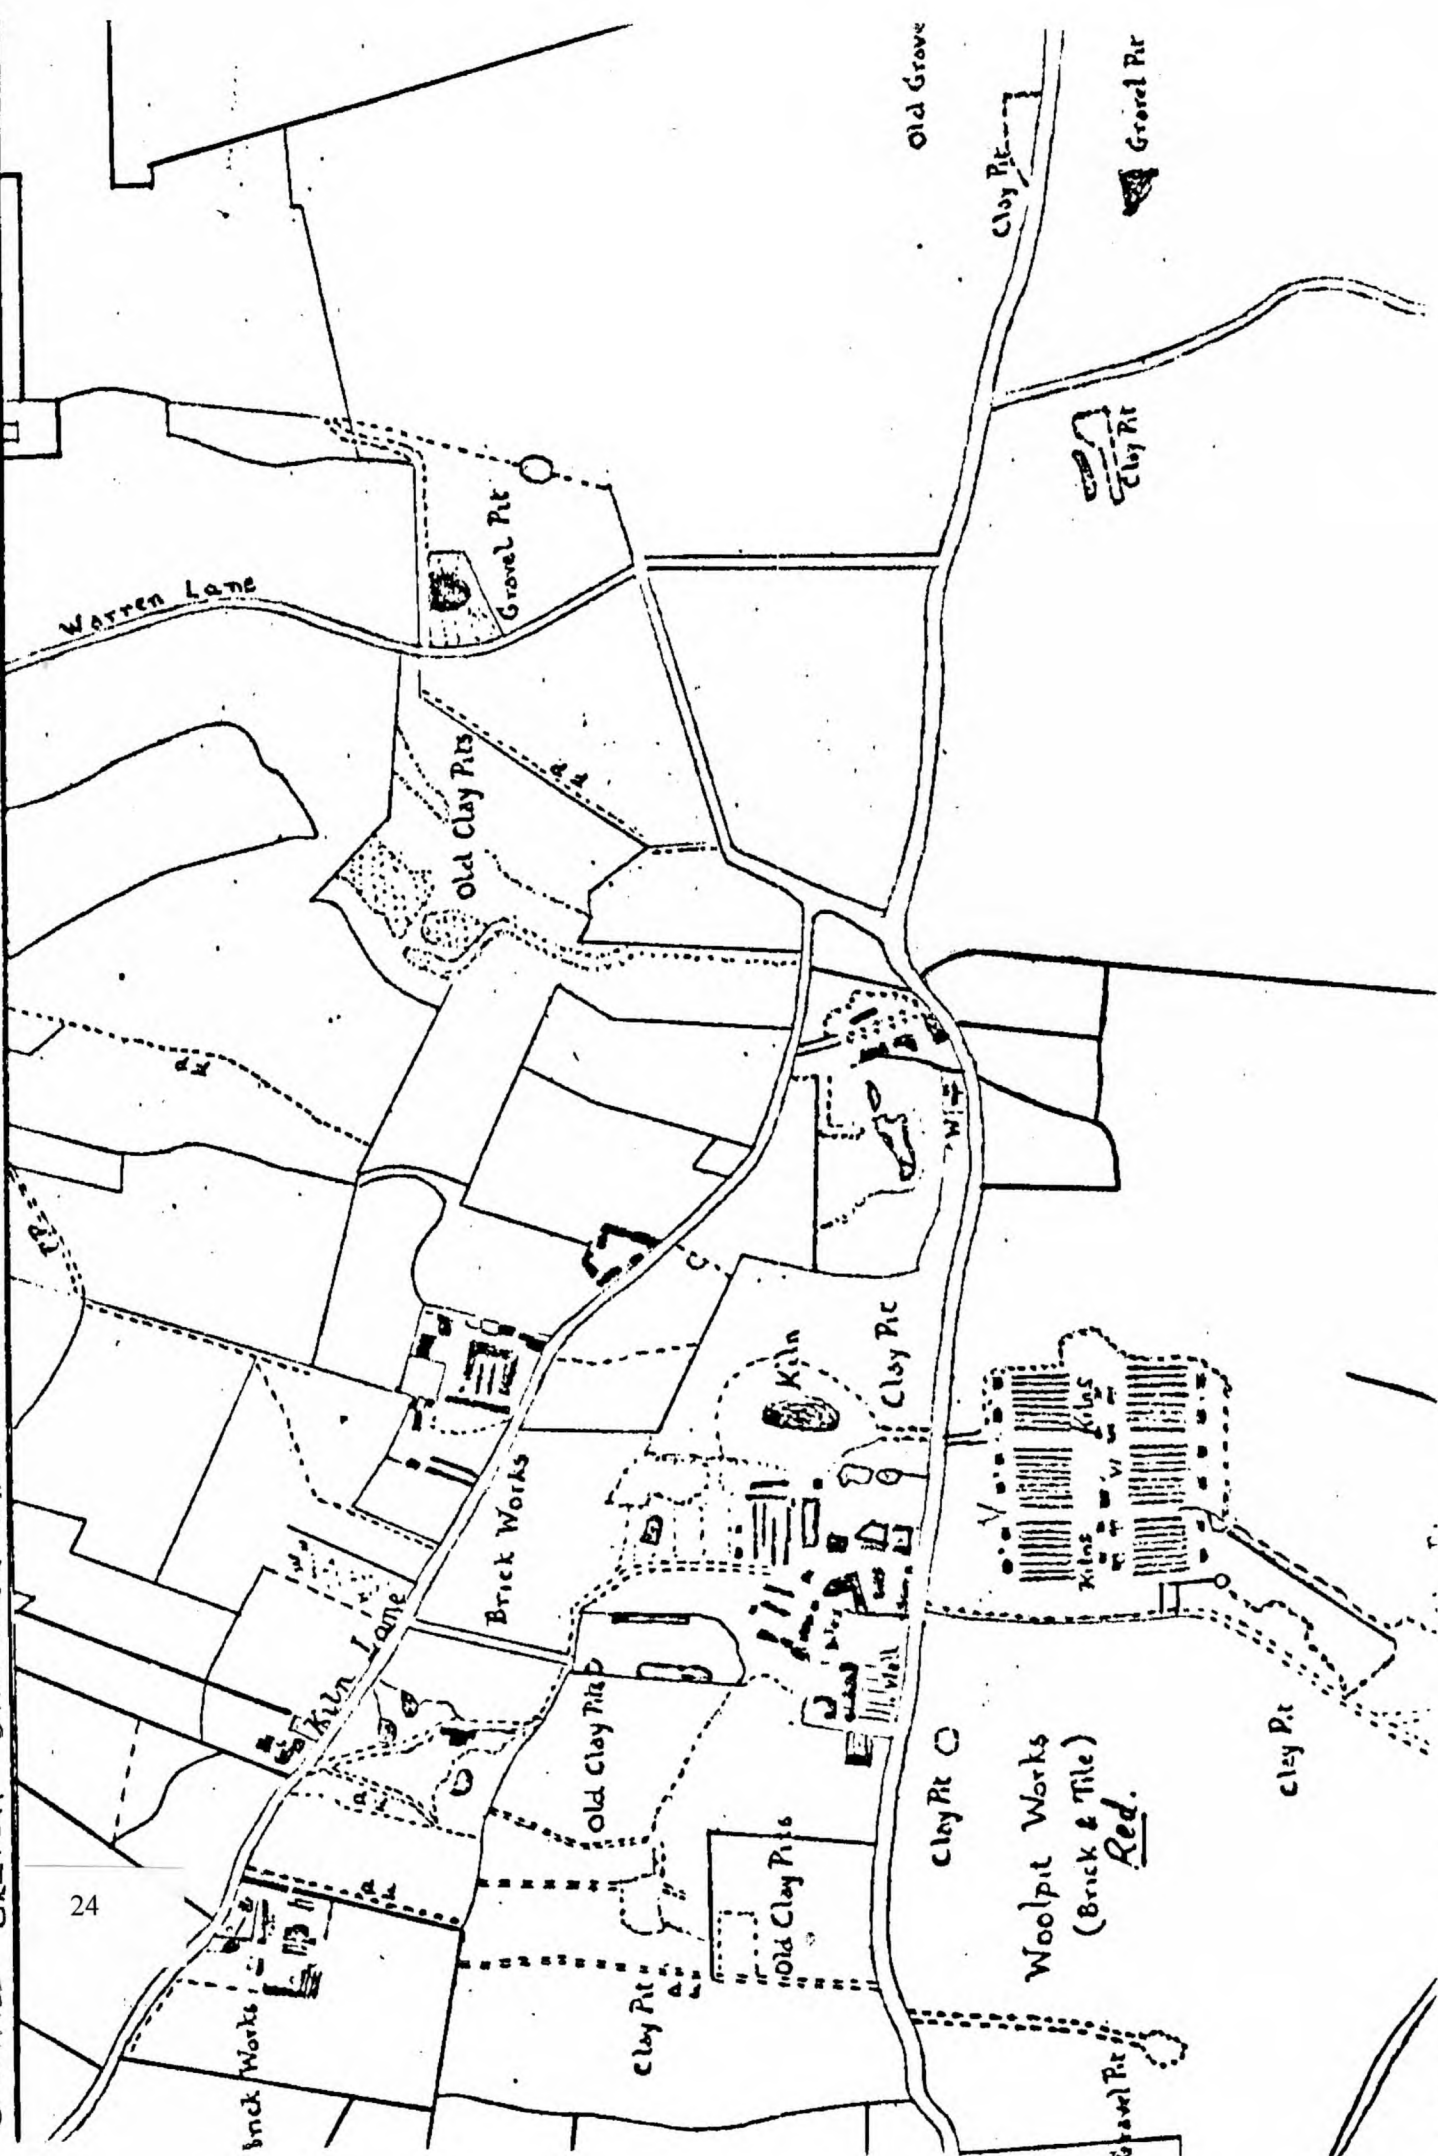 Old Grove
Clay Pit
Gravel Pit
Warren Lane
Gravel Pit
Clay Pit
Old Clay Pits
W
Kiln
Clay Pit
Brick Works
Kilns
W
Kilns
Kiln Lane
Well
Old Clay Pits
Clay Pit
Woolpit Works
(Brick & Tile)
Red.
Clay Pit
Old Clay Pits
Clay Pit
Brick Works
Gravel Pit
24